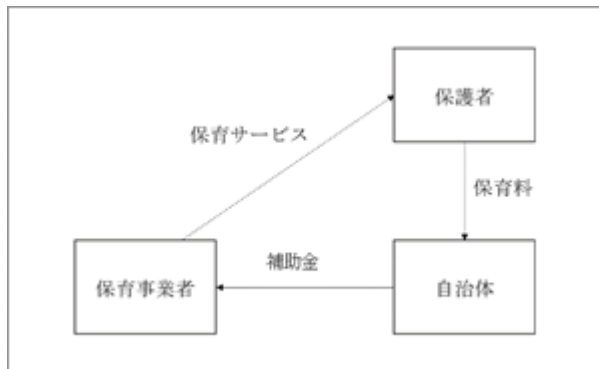 保護者
保育サービス
保育料
補助金
保育事業者
自治体